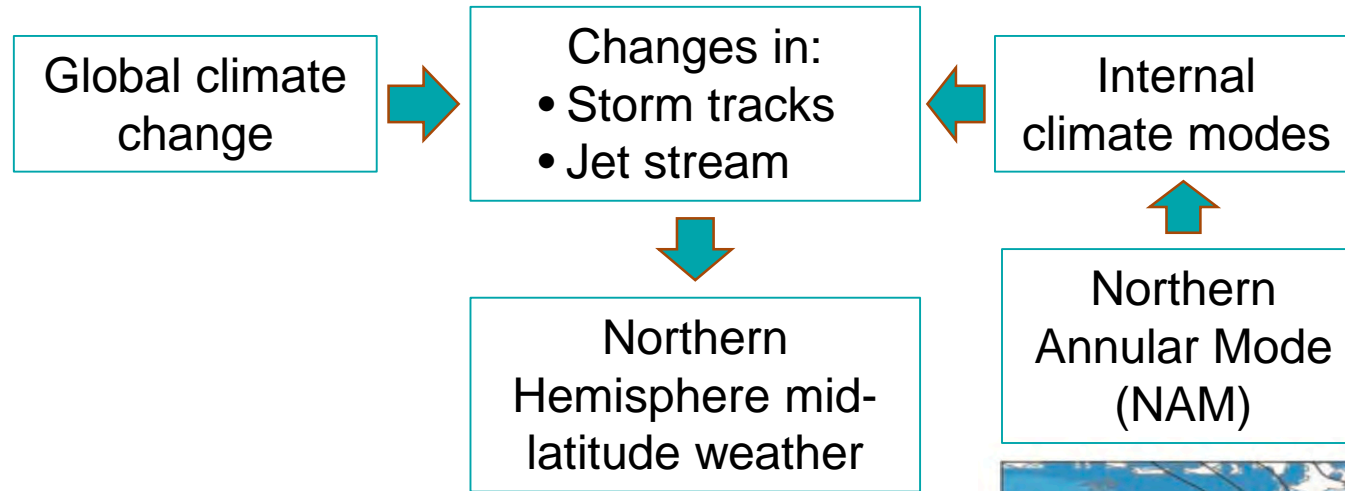 Global climate
change
Changes in:
• Storm tracks
• Jet stream
Internal
climate modes
Northern
Hemisphere mid-
latitude weather
Northern
Annular Mode
(NAM)